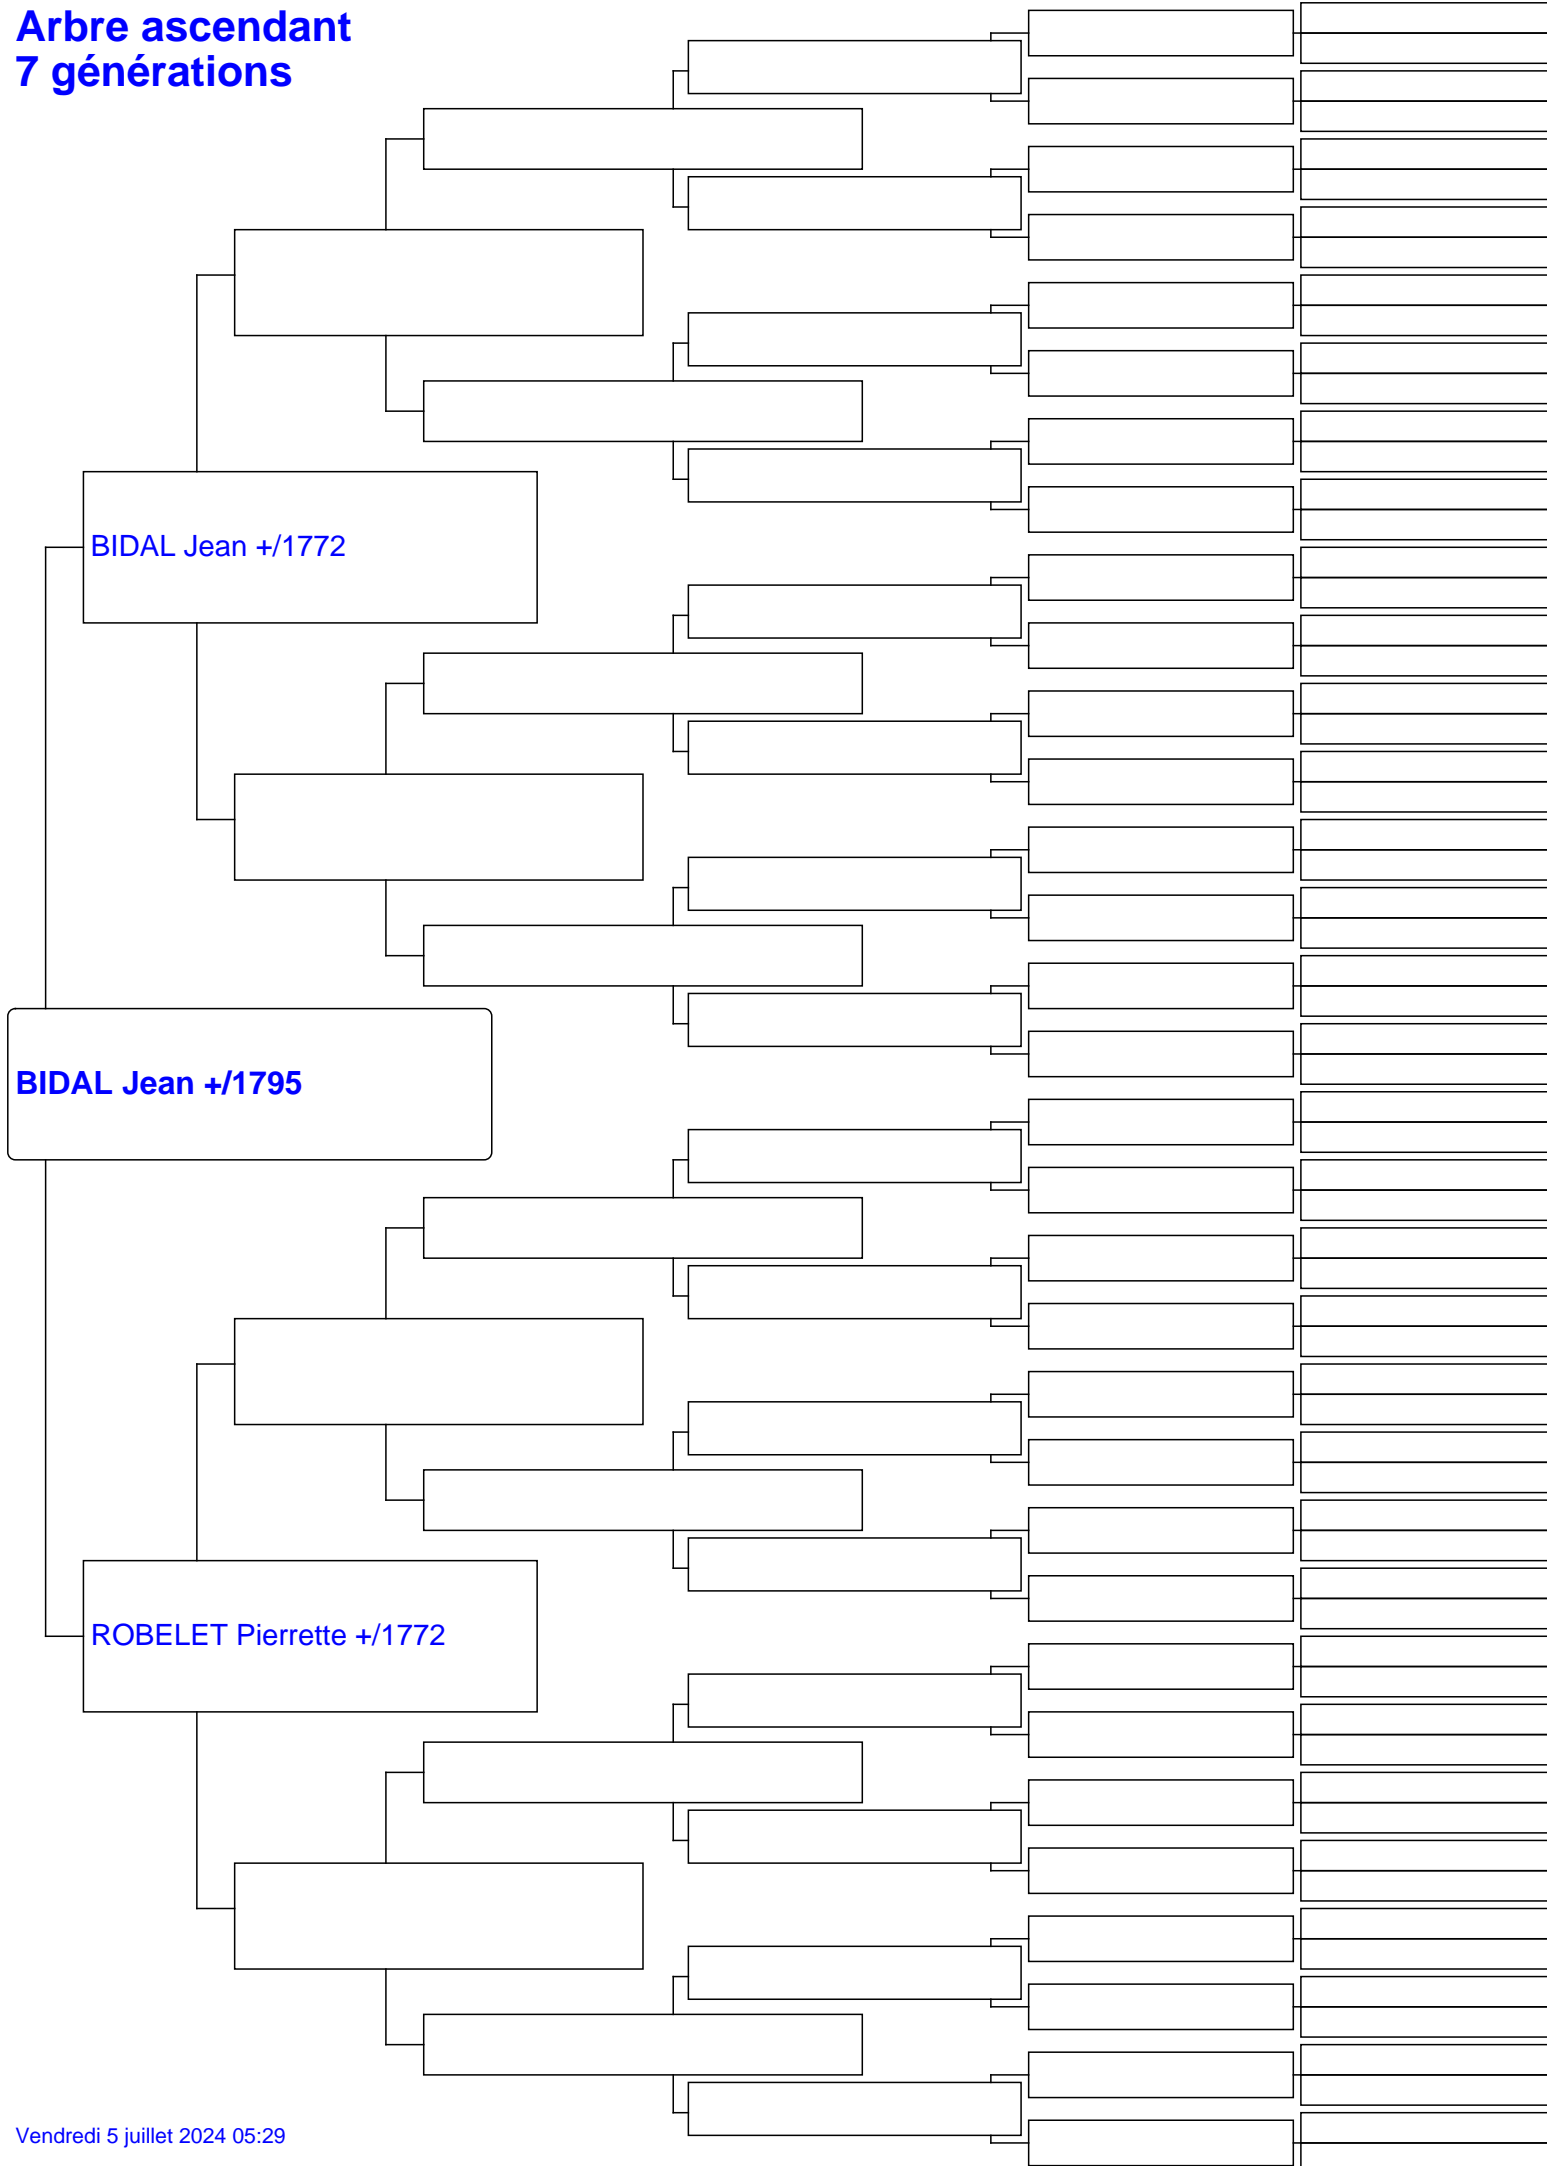 Arbre ascendant
7 générations
BIDAL Jean +/1772
BIDAL Jean +/1795
ROBELET Pierrette +/1772
Vendredi 5 juillet 2024 05:29